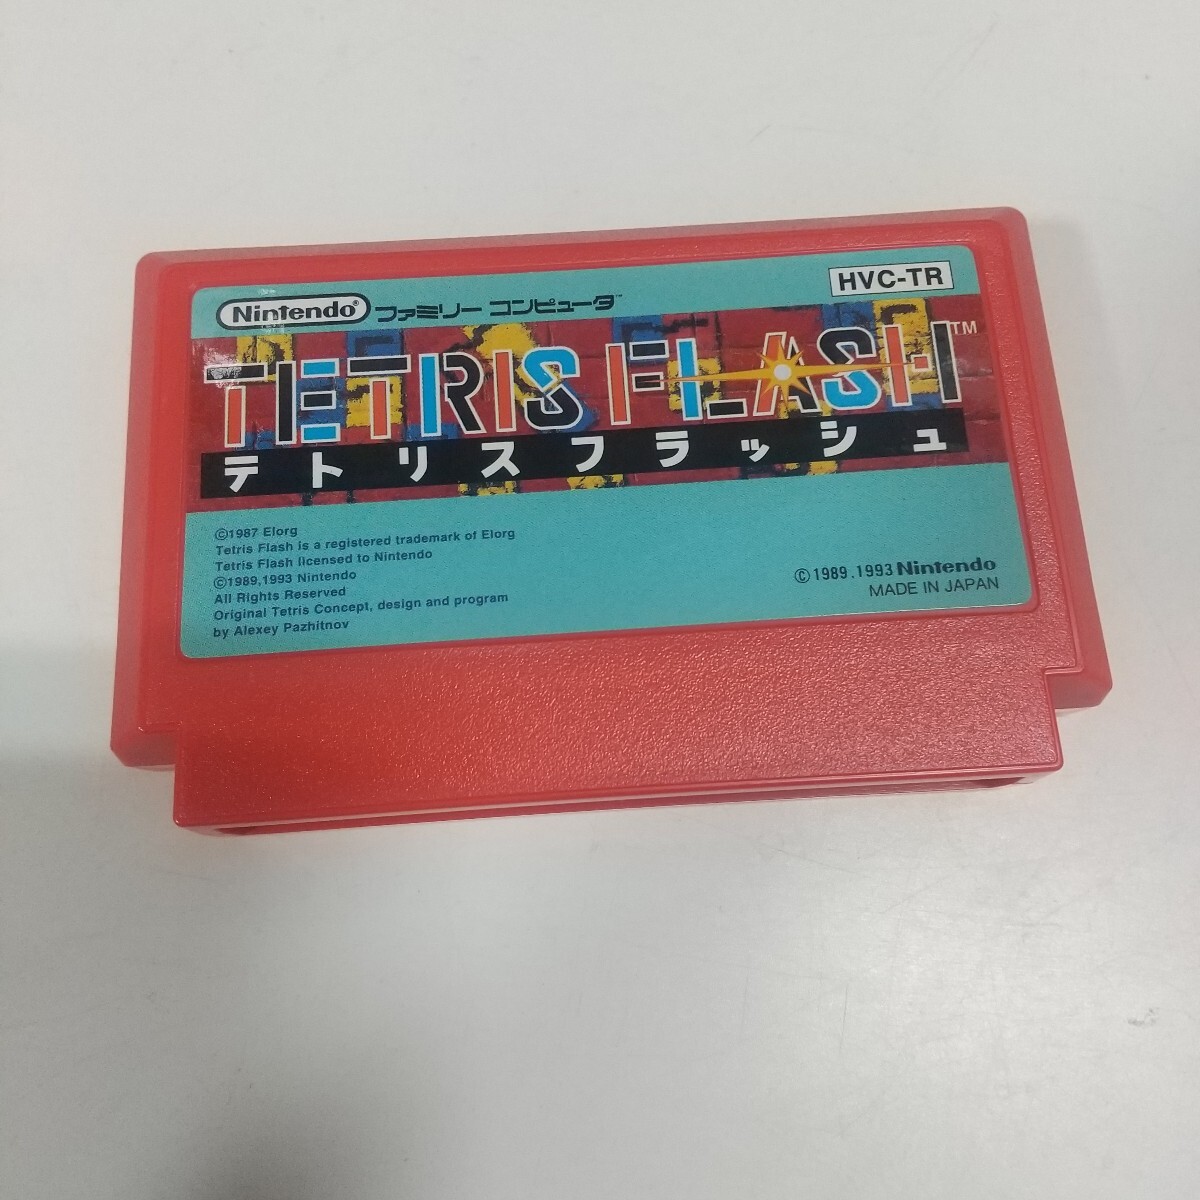 Nintendo® ファミリー コンピュータ™
HVC-TR
TETRIS FLASH™
テトリスフラッシュ
©1987 Elorg
Tetris Flash is a registered trademark of Elorg
Tetris Flash licensed to Nintendo
©1989,1993 Nintendo
All Rights Reserved
Original Tetris Concept, design and program
by Alexey Pazhitnov
©1989.1993 Nintendo
MADE IN JAPAN